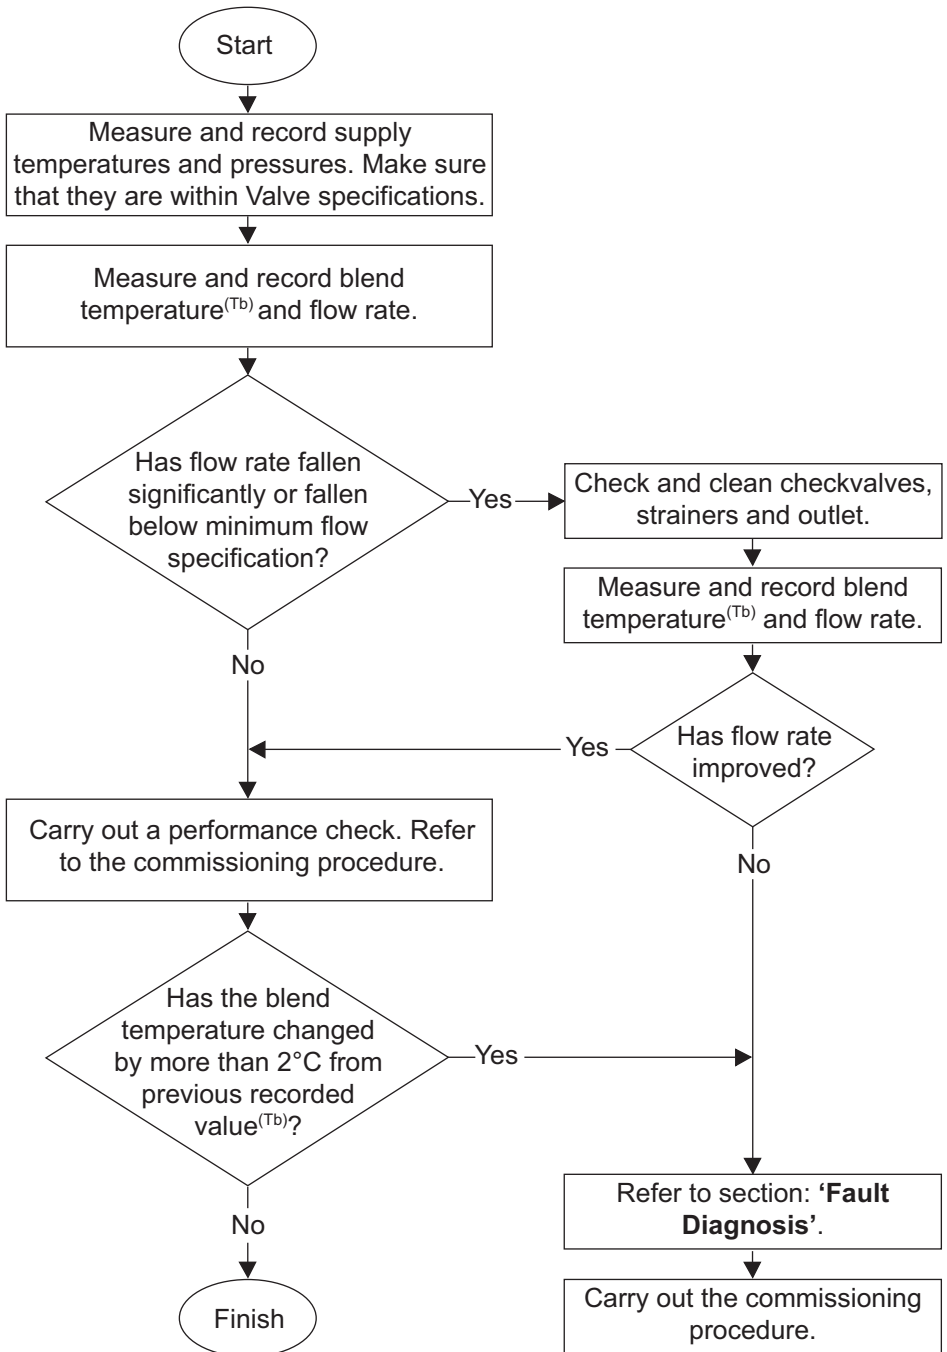 Start
Measure and record supply
temperatures and pressures. Make sure
that they are within Valve specifications.
Measure and record blend
temperature(Tb) and flow rate.
Has flow rate fallen
significantly or fallen
below minimum flow
specification?
Yes
Check and clean checkvalves,
strainers and outlet.
Measure and record blend
temperature(Tb) and flow rate.
No
Has flow rate
improved?
Yes
Carry out a performance check. Refer
to the commissioning procedure.
No
Has the blend
temperature changed
by more than 2°C from
previous recorded
value(Tb)?
Yes
Refer to section: ‘Fault
Diagnosis’.
No
Carry out the commissioning
procedure.
Finish